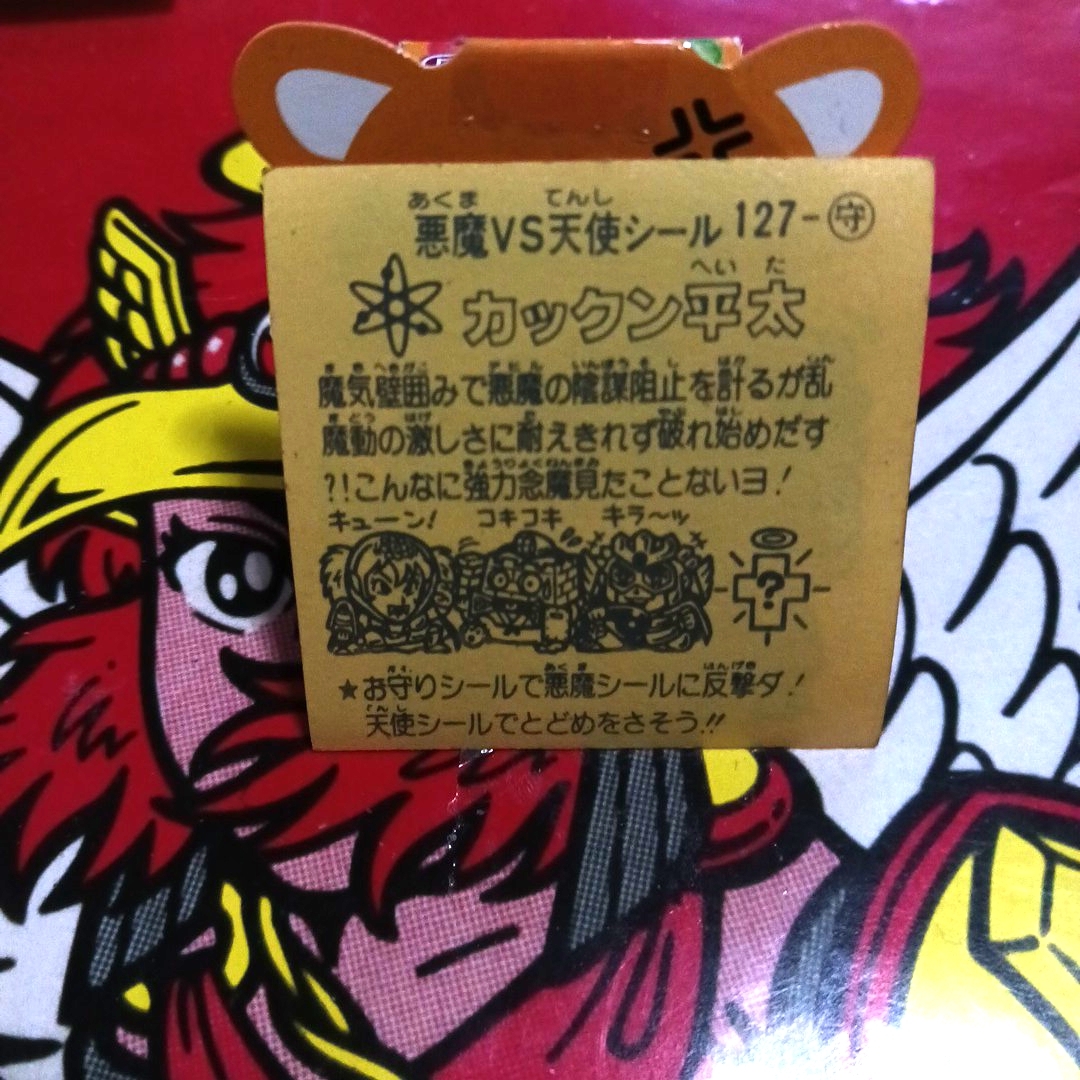 悪魔VS天使シール 127-守
カックン平太
魔気壁囲みで悪魔の陰謀阻止を計るが乱
魔動の激しさに耐えきれず破れ始めだす
?!こんなに強力念魔見たことないヨ!
キューン! コキコキ キラ〜ッ
?
★お守りシールで悪魔シールに反撃ダ!
天使シールでとどめをさそう!!